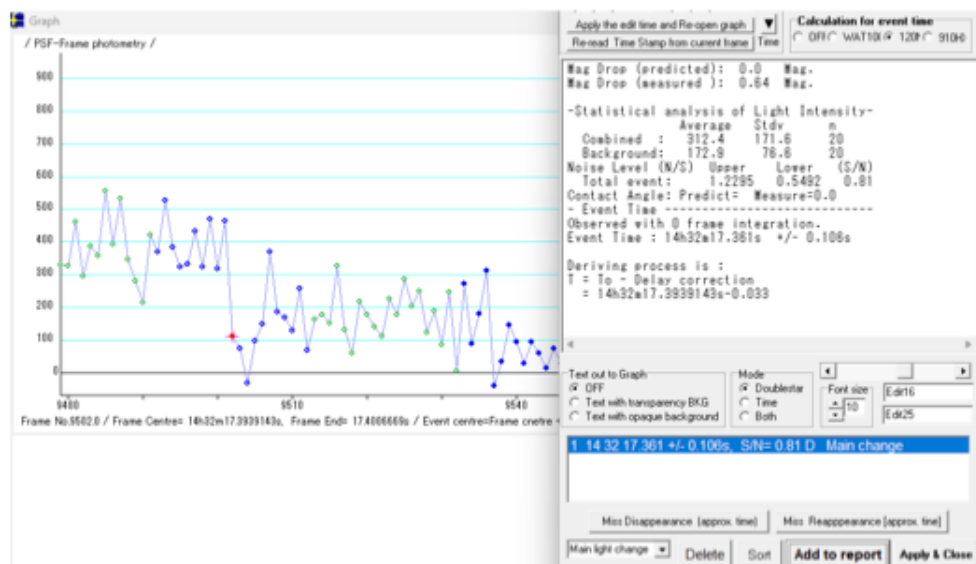 Graph
/ PSF-Frame photometry /
900
800
700
600
500
400
300
200
100
0
9480
9510
9540
Frame No.9502.0 / Frame Centre= 14h32m17.3939143s, Frame End= 17.4006669s / Event centre=Frame cnetre
Apply the edit time and Re-open graph
Re-read Time Stamp from current frame
Time
Calculation for event time
OFF
WAT10
120N
910H
Mag Drop (predicted): 0.0 Mag.
Mag Drop (measured ): 0.64 Mag.
-Statistical analysis of Light Intensity-
Average Stdv n
Combined : 312.4 171.6 20
Background: 172.9 76.6 20
Noise Level (N/S) Upper Lower (S/N)
Total event: 1.2295 0.5492 0.81
Contact Angle: Predict= Measure=0.0
- Event Time -------------------------------
Observed with 0 frame integration.
Event Time : 14h32m17.361s +/- 0.106s
Deriving process is :
T = To - Delay correction
= 14h32m17.3939143s-0.033
Text out to Graph
OFF
Text with transparency BKG
Text with opaque background
Mode
Doublestar
Time
Both
Font size
10
Edit16
Edit25
1 14 32 17.361 +/- 0.106s, S/N= 0.81 D Main change
Miss Disappearance (approx. time)
Miss Reapppearance (approx.time)
Main light change
Delete
Sort
Add to report
Apply & Close